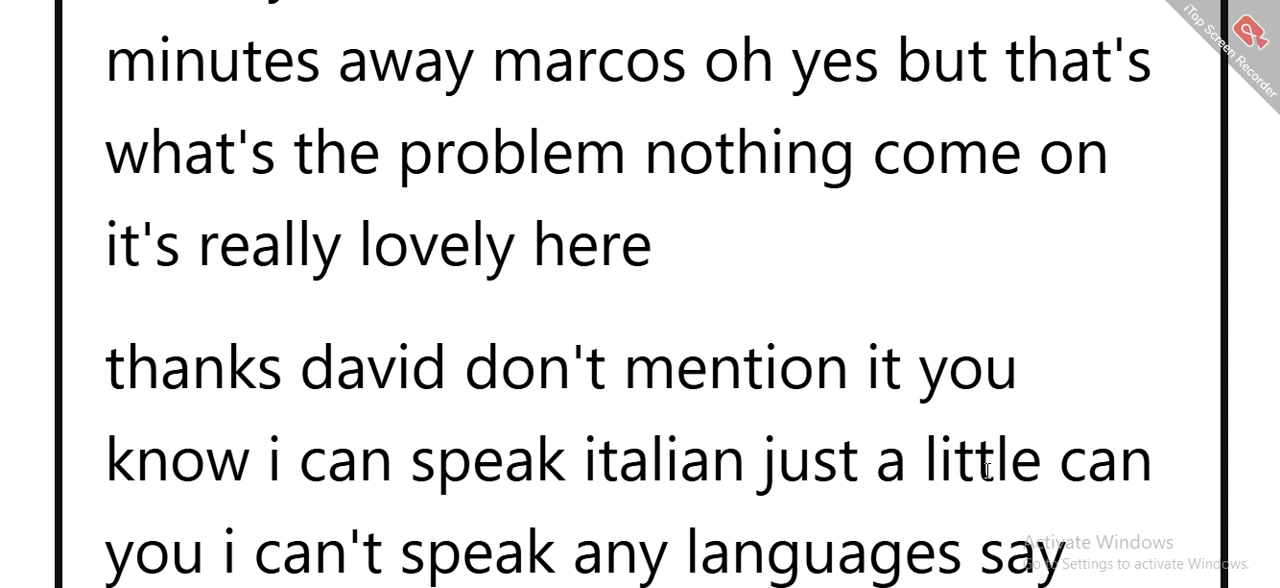 minutes away marcos oh yes but that's
what's the problem nothing come on
it's really lovely here
thanks david don't mention it you
know i can speak italian just a little can
you i can't speak any languages say
iTop Screen Recorder
Activate Windows
Go to Settings to activate Windows.